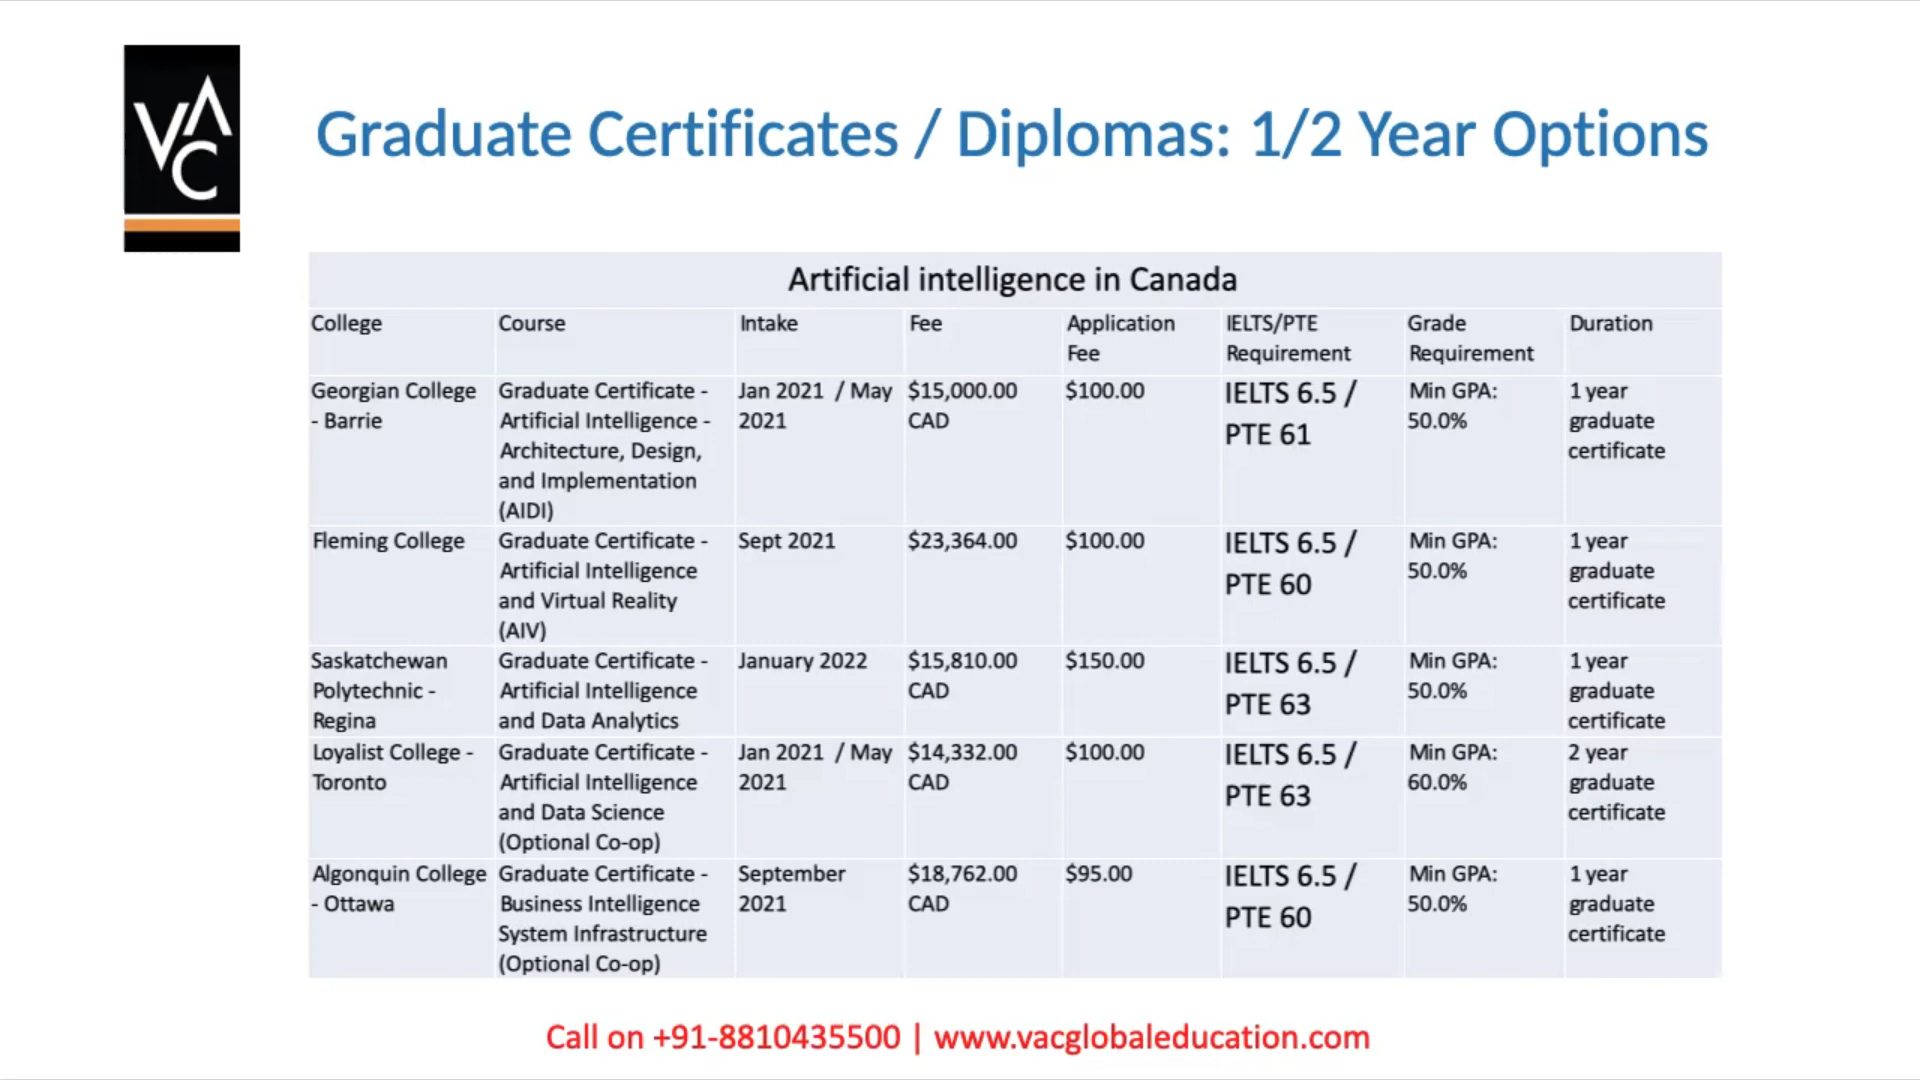 VAC
Graduate Certificates / Diplomas: 1/2 Year Options
Artificial intelligence in Canada
College
Course
Intake
Fee
Application
Fee
IELTS/PTE
Requirement
Grade
Requirement
Duration
Georgian College
- Barrie
Graduate Certificate -
Artificial Intelligence -
Architecture, Design,
and Implementation
(AIDI)
Jan 2021 / May
2021
$15,000.00
CAD
$100.00
IELTS 6.5 /
PTE 61
Min GPA:
50.0%
1 year
graduate
certificate
Fleming College
Graduate Certificate -
Artificial Intelligence
and Virtual Reality
(AIV)
Sept 2021
$23,364.00
$100.00
IELTS 6.5 /
PTE 60
Min GPA:
50.0%
1 year
graduate
certificate
Saskatchewan
Polytechnic -
Regina
Graduate Certificate -
Artificial Intelligence
and Data Analytics
January 2022
$15,810.00
CAD
$150.00
IELTS 6.5 /
PTE 63
Min GPA:
50.0%
1 year
graduate
certificate
Loyalist College -
Toronto
Graduate Certificate -
Artificial Intelligence
and Data Science
(Optional Co-op)
Jan 2021 / May
2021
$14,332.00
CAD
$100.00
IELTS 6.5 /
PTE 63
Min GPA:
60.0%
2 year
graduate
certificate
Algonquin College
- Ottawa
Graduate Certificate -
Business Intelligence
System Infrastructure
(Optional Co-op)
September
2021
$18,762.00
CAD
$95.00
IELTS 6.5 /
PTE 60
Min GPA:
50.0%
1 year
graduate
certificate
Call on +91-8810435500 | www.vacglobaleducation.com